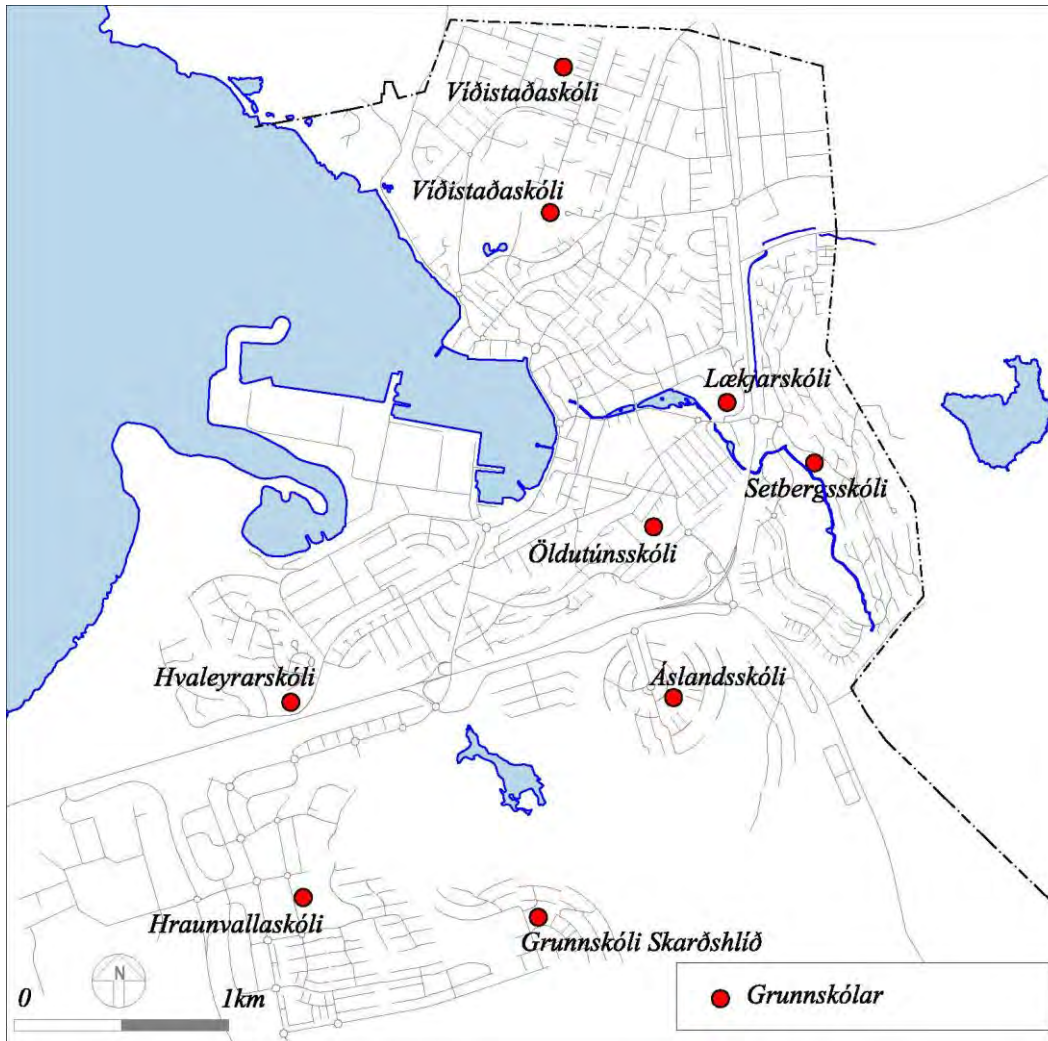 Víðistaðaskóli
Víðistaðaskóli
Lækjarskóli
Setbergsskóli
Öldutúnsskóli
Hvaleyrarskóli
Áslandsskóli
Hraunvallaskóli
Grunnskóli Skarðshlíð
N
0 1km
Grunnskólar